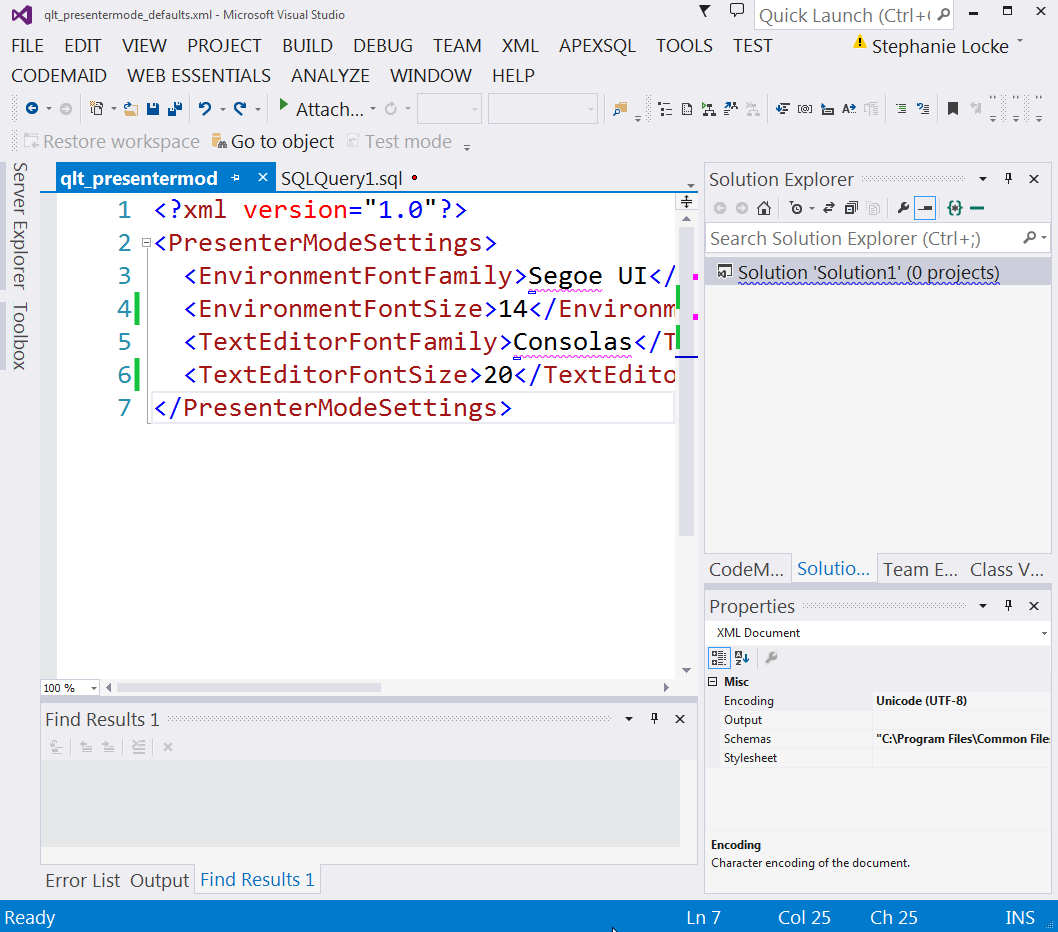 qlt_presentermode_defaults.xml - Microsoft Visual Studio
Quick Launch (Ctrl+
FILE EDIT VIEW PROJECT BUILD DEBUG TEAM XML APEXSQL TOOLS TEST
Stephanie Locke
CODEMAID WEB ESSENTIALS ANALYZE WINDOW HELP
Attach...
Restore workspace Go to object Test mode
Server Explorer
Toolbox
qlt_presentermod
SQLQuery1.sql
1 <?xml version="1.0"?>
2 <PresenterModeSettings>
3 <EnvironmentFontFamily>Segoe UI</
4 <EnvironmentFontSize>14</Environm
5 <TextEditorFontFamily>Consolas</T
6 <TextEditorFontSize>20</TextEdito
7 </PresenterModeSettings>
100 %
Solution Explorer
Search Solution Explorer (Ctrl+;)
Solution 'Solution1' (0 projects)
CodeM... Solutio... Team E... Class V...
Properties
XML Document
Misc
Encoding Unicode (UTF-8)
Output
Schemas "C:\Program Files\Common Files
Stylesheet
Encoding
Character encoding of the document.
Find Results 1
Error List Output Find Results 1
Ready Ln 7 Col 25 Ch 25 INS